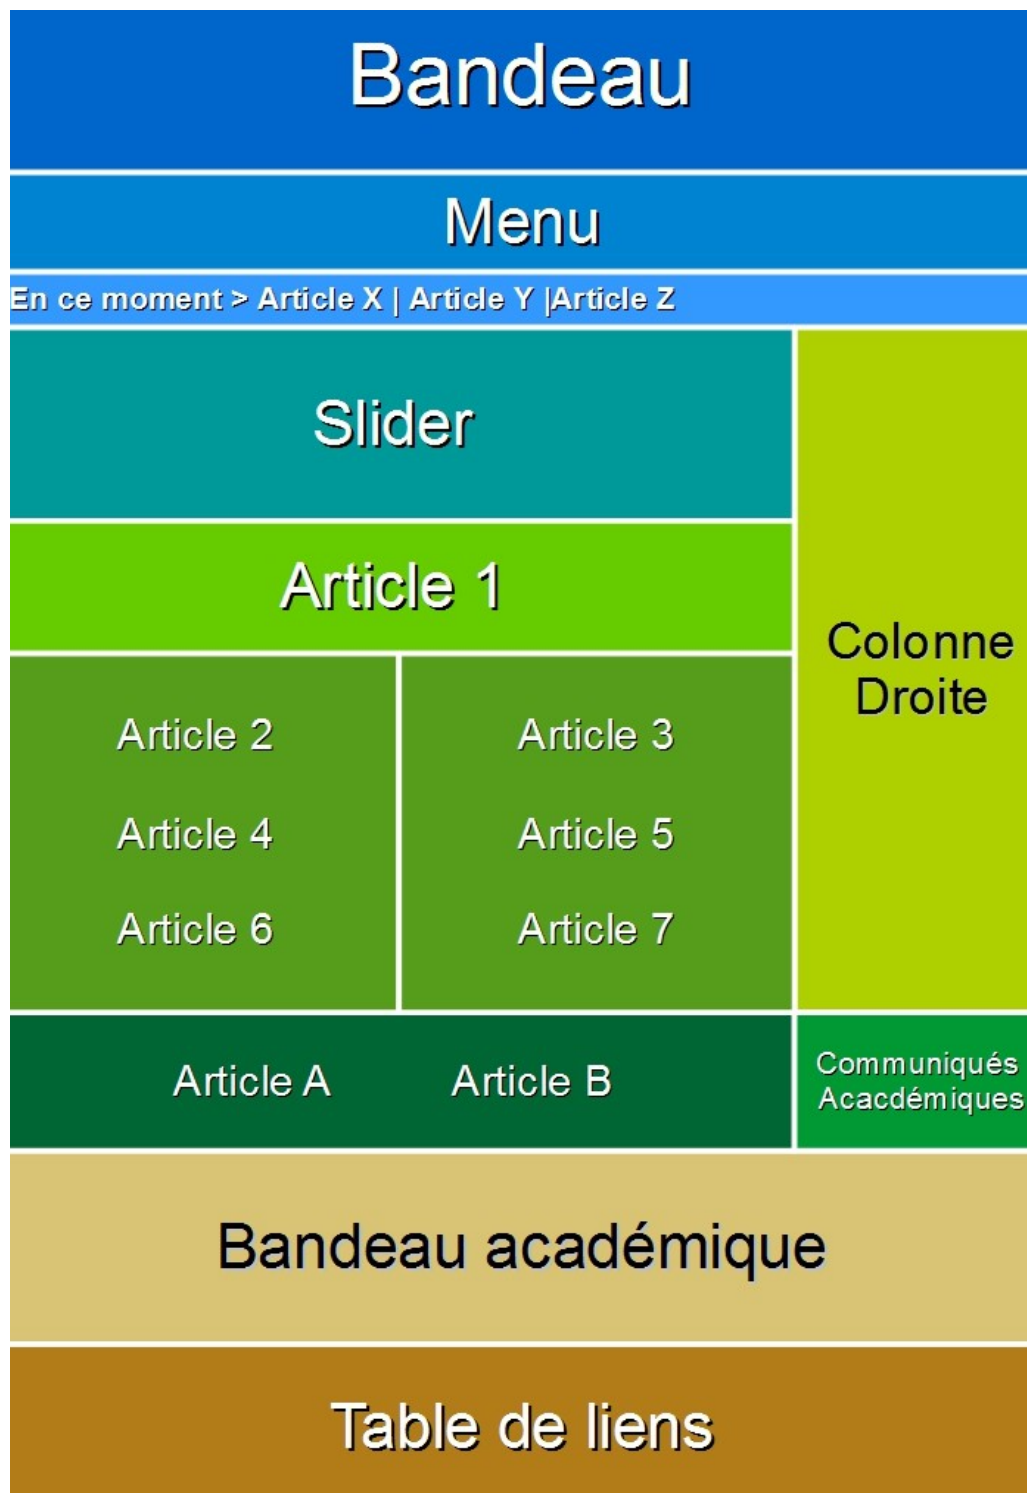 Bandeau
Menu
En ce moment > Article X | Article Y |Article Z
Slider
Article 1
Colonne
Droite
Article 2
Article 3
Article 4
Article 5
Article 6
Article 7
Article A
Article B
Communiqués
Acacdémiques
Bandeau académique
Table de liens